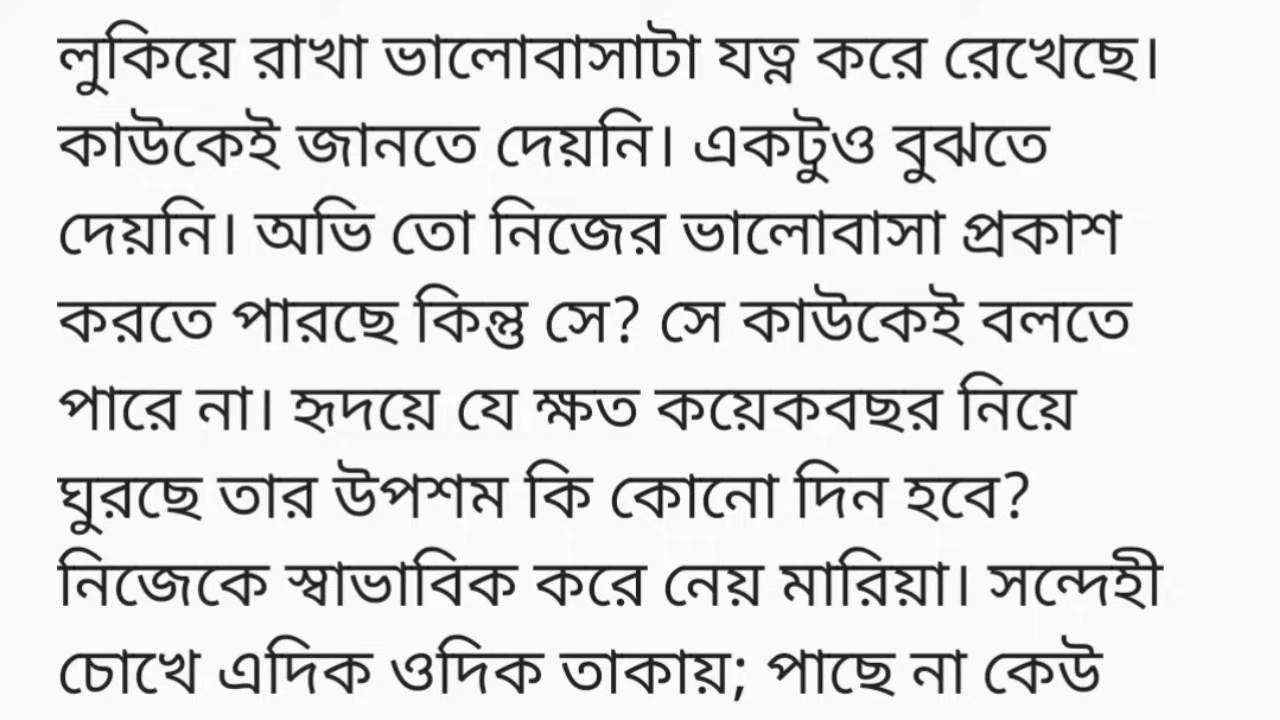 লুকিয়ে রাখা ভালোবাসাটা যত্ন করে রেখেছে।
কাউকেই জানতে দেয়নি। একটুও বুঝতে
দেয়নি। অভি তো নিজের ভালোবাসা প্রকাশ
করতে পারছে কিন্তু সে? সে কাউকেই বলতে
পারে না। হৃদয়ে যে ক্ষত কয়েকবছর নিয়ে
ঘুরছে তার উপশম কি কোনো দিন হবে?
নিজেকে স্বাভাবিক করে নেয় মারিয়া। সন্দেহী
চোখে এদিক ওদিক তাকায়; পাছে না কেউ